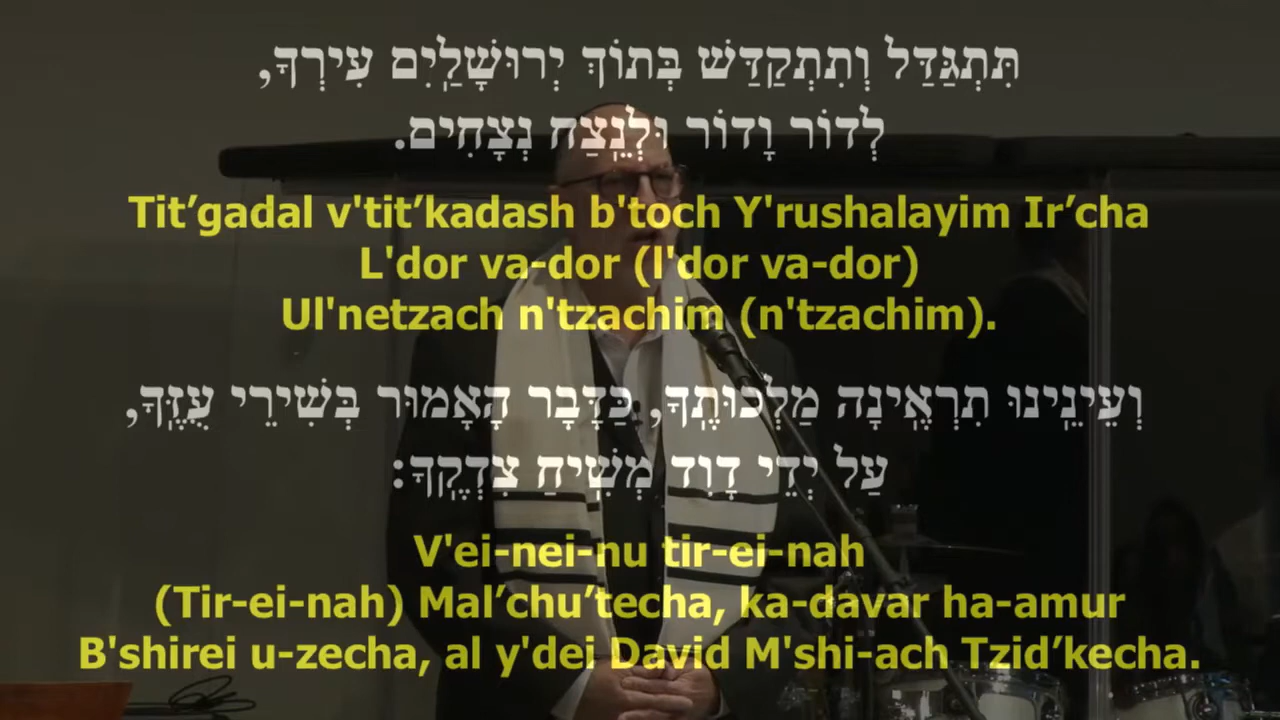 תִּתְגַּדַּל וְתִתְקַדַּשׁ בְּתוֹךְ יְרוּשָׁלַֽיִם עִירְךָ,
לְדוֹר וָדוֹר וּלְנֵֽצַח נְצָחִים.
Tit’gadal v'tit’kadash b'toch Y'rushalayim Ir’cha
L'dor va-dor (l'dor va-dor)
Ul'netzach n'tzachim (n'tzachim).
וְעֵינֵֽינוּ תִרְאֶֽינָה מַלְכוּתֶֽךָ, כַּדָּבָר הָאָמוּר בְּשִׁירֵי עֻזֶּֽךָ,
עַל יְדֵי דָוִד מְשִֽׁיחַ צִדְקֶֽךָ:
V'ei-nei-nu tir-ei-nah
(Tir-ei-nah) Mal’chu’techa, ka-davar ha-amur
B'shirei u-zecha, al y'dei David M'shi-ach Tzid’kecha.